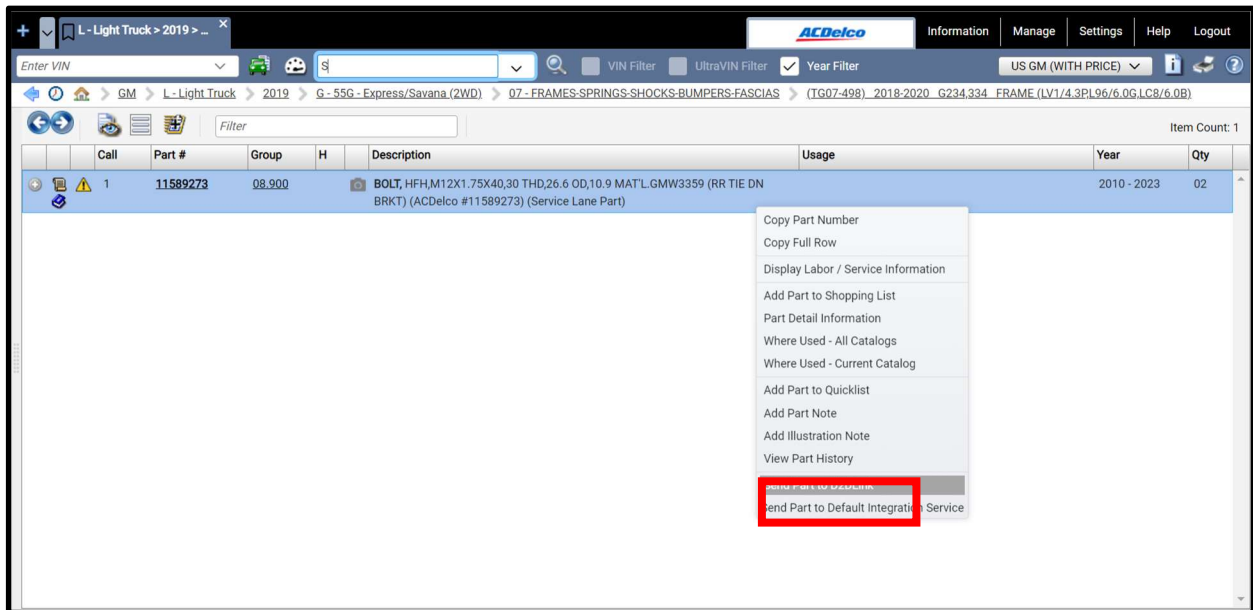 L - Light Truck > 2019 > ...
ACDelco
Information Manage Settings Help Logout
Enter VIN
S
VIN Filter
UltraVIN Filter
Year Filter
US GM (WITH PRICE)
GM > L - Light Truck > 2019 > G - 55G - Express/Savana (2WD) > 07 - FRAMES-SPRINGS-SHOCKS-BUMPERS-FASCIAS > (TG07-498) 2018-2020 G234,334 FRAME (LV1/4.3P,L96/6.0G,LC8/6.0B)
Filter
Item Count: 1
Call Part # Group H Description Usage Year Qty
1 11589273 08.900 BOLT, HFH,M12X1.75X40,30 THD,26.6 OD,10.9 MAT'L.GMW3359 (RR TIE DN 2010 - 2023 02
BRKT) (ACDelco #11589273) (Service Lane Part)
Copy Part Number
Copy Full Row
Display Labor / Service Information
Add Part to Shopping List
Part Detail Information
Where Used - All Catalogs
Where Used - Current Catalog
Add Part to Quicklist
Add Part Note
Add Illustration Note
View Part History
Send Part to D2DLink
Send Part to Default Integration Service